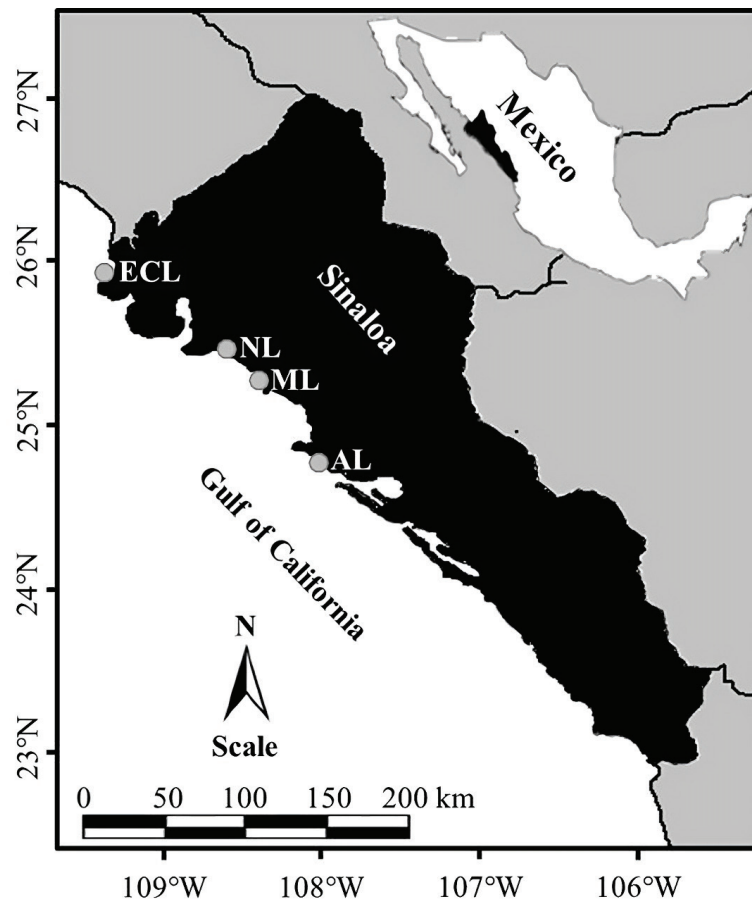 Mexico
27°N
26°N
25°N
24°N
23°N
ECL
Sinaloa
NL
ML
AL
Gulf of California
N
Scale
0 50 100 150 200 km
109°W 108°W 107°W 106°W